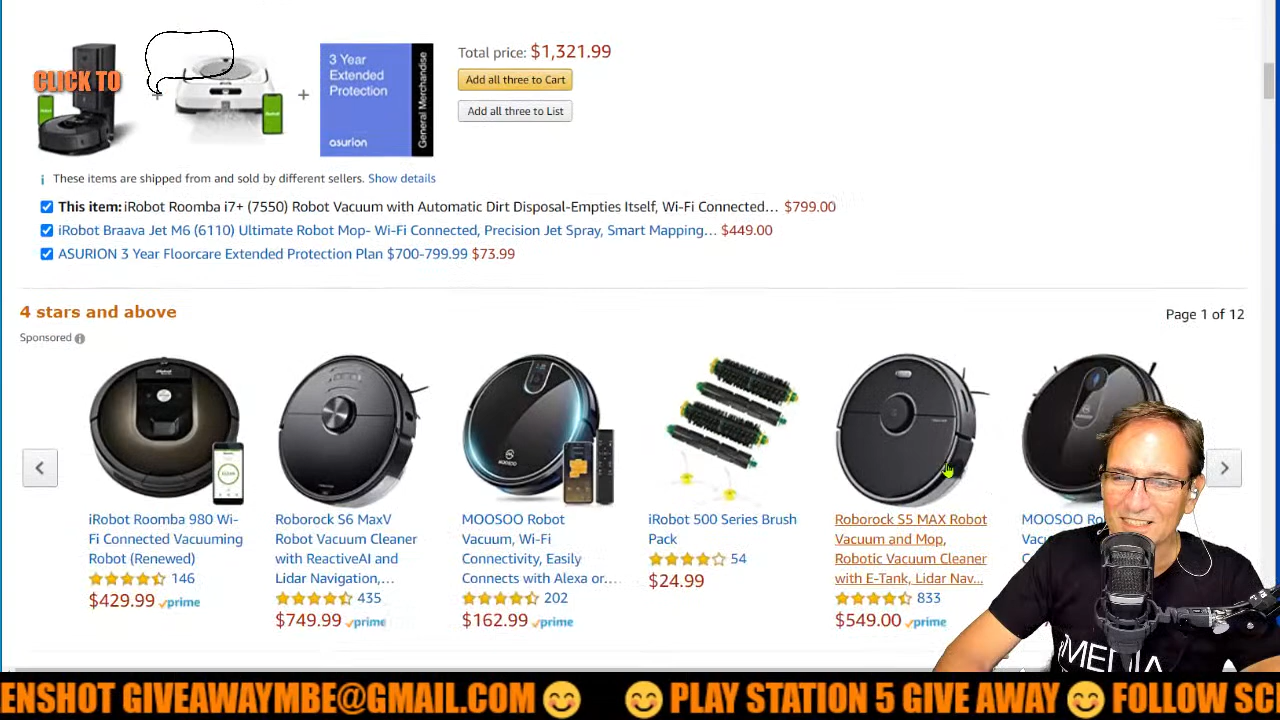 Total price: $1,321.99
CLICK TO
3 Year
Extended
Protection
asurion
General Merchandise
Add all three to Cart
Add all three to List
These items are shipped from and sold by different sellers. Show details
This item: iRobot Roomba i7+ (7550) Robot Vacuum with Automatic Dirt Disposal-Empties Itself, Wi-Fi Connected… $799.00
iRobot Braava Jet M6 (6110) Ultimate Robot Mop- Wi-Fi Connected, Precision Jet Spray, Smart Mapping… $449.00
ASURION 3 Year Floorcare Extended Protection Plan $700-799.99 $73.99
4 stars and above
Page 1 of 12
Sponsored
iRobot Roomba 980 Wi-
Fi Connected Vacuuming
Robot (Renewed)
146
$429.99 prime
Roborock S6 MaxV
Robot Vacuum Cleaner
with ReactiveAI and
Lidar Navigation,…
435
$749.99 prime
MOOSOO Robot
Vacuum, Wi-Fi
Connectivity, Easily
Connects with Alexa or…
202
$162.99 prime
iRobot 500 Series Brush
Pack
54
$24.99
Roborock S5 MAX Robot
Vacuum and Mop,
Robotic Vacuum Cleaner
with E-Tank, Lidar Nav…
833
$549.00 prime
MOOSOO
Vacuum
Connectivity
Connects
MEDIA
ENSHOT GIVEAWAYMBE@GMAIL.COM 😊 😊 PLAY STATION 5 GIVE AWAY 😊 FOLLOW SC